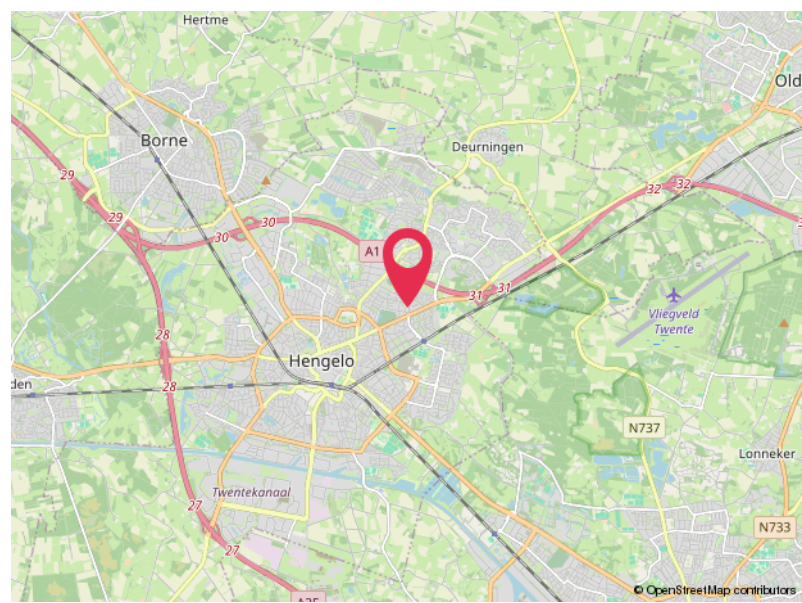 Hertme
Old
Borne
Deurningen
29
32
32
29
30
30
A1
31
31
Vliegveld
Twente
28
Hengelo
28
den
N737
Lonneker
Twentekanaal
27
N733
27
A35
© OpenStreetMap contributors